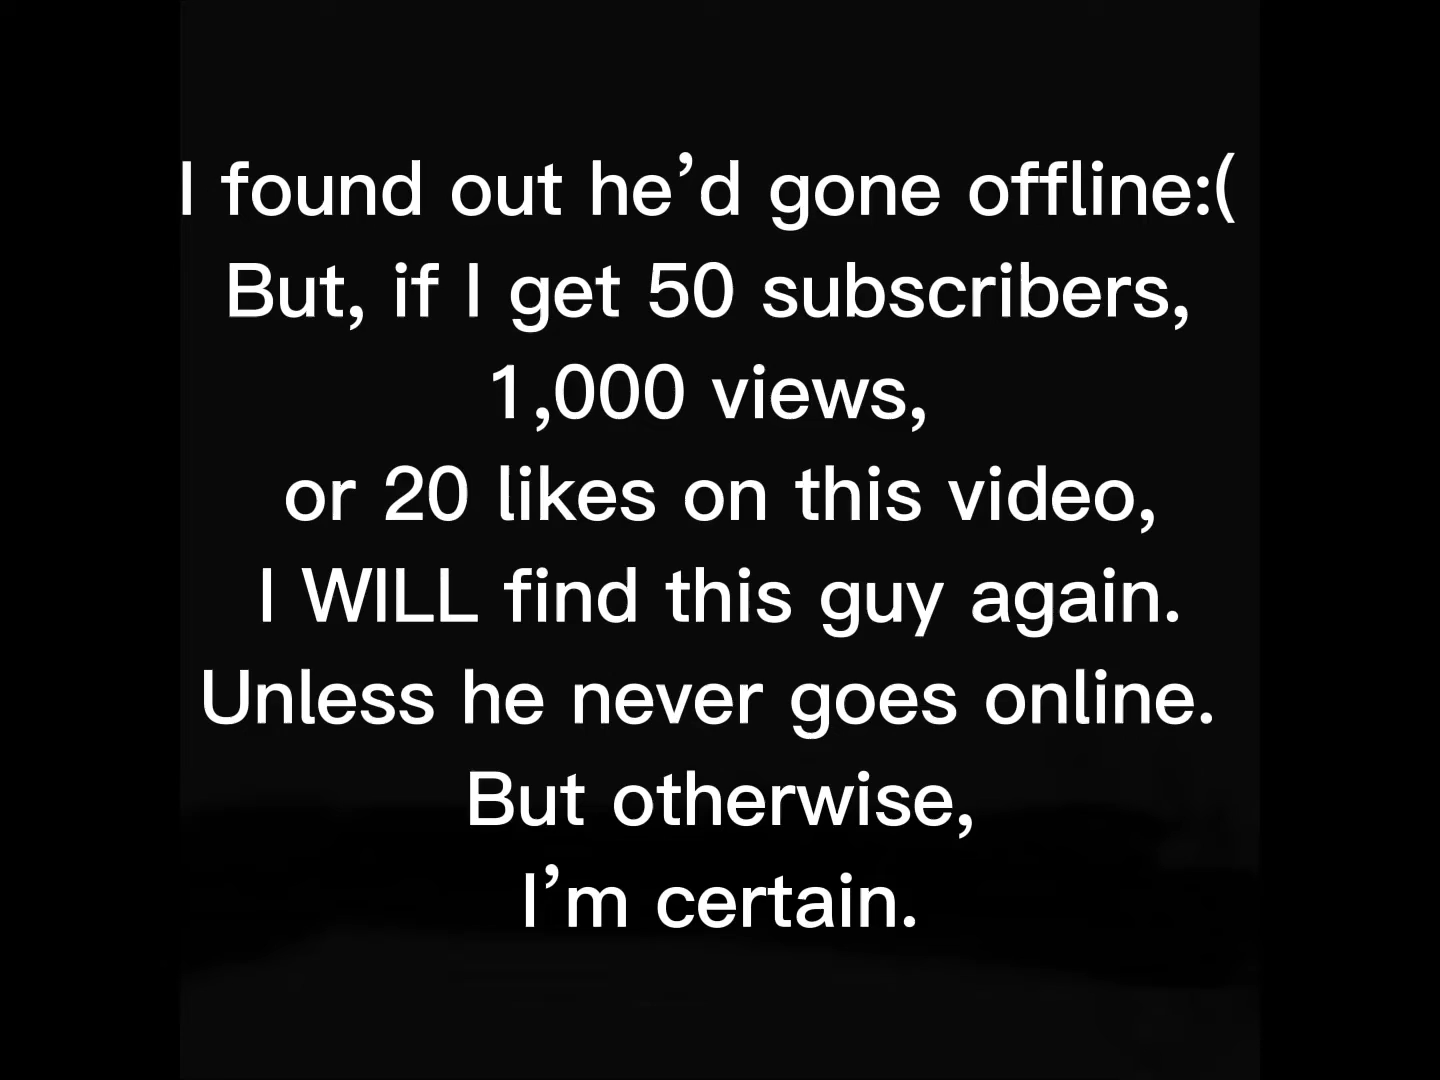 I found out he’d gone offline:(
But, if I get 50 subscribers,
1,000 views,
or 20 likes on this video,
I WILL find this guy again.
Unless he never goes online.
But otherwise,
I’m certain.